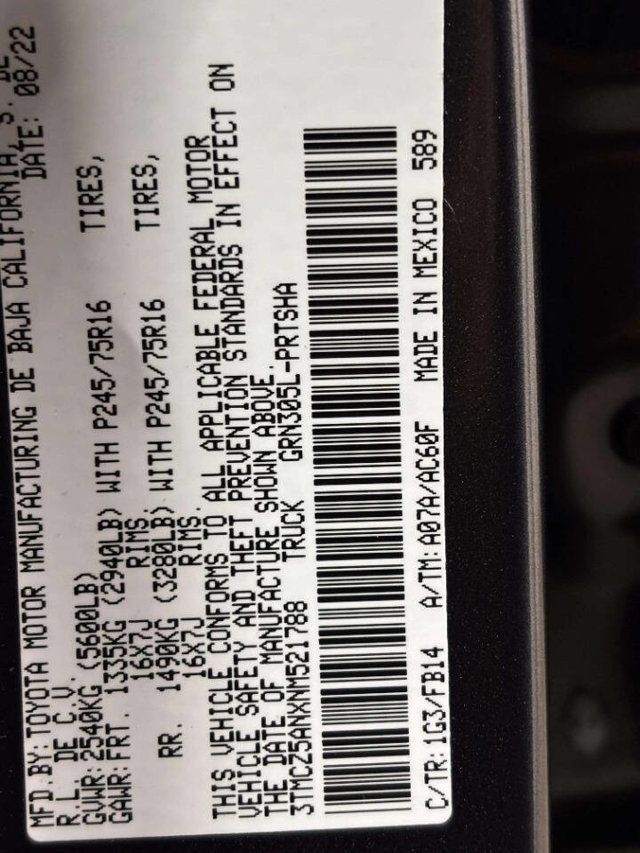 MFD.BY:TOYOTA MOTOR MANUFACTURING DE BAJA CALIFORNIA, S. DE
R.L. DE C.V. DATE: 08/22
GVWR:2540KG (5600LB)
GAWR:FRT. 1335KG (2940LB) WITH P245/75R16 TIRES,
16X7J RIMS,
RR. 1490KG (3280LB) WITH P245/75R16 TIRES,
16X7J RIMS.
THIS VEHICLE CONFORMS TO ALL APPLICABLE FEDERAL MOTOR
VEHICLE SAFETY AND THEFT PREVENTION STANDARDS IN EFFECT ON
THE DATE OF MANUFACTURE SHOWN ABOVE.
3TMCZ5ANXNM521788 TRUCK GRN305L-PRTSHA
C/TR:1G3/FB14 A/TM:A07A/AC60F MADE IN MEXICO 589